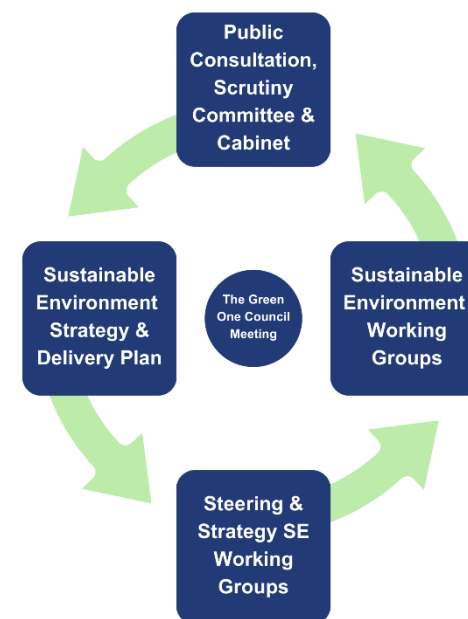 Public
Consultation,
Scrutiny
Committee &
Cabinet
Sustainable
Environment
Strategy &
Delivery Plan
The Green
One Council
Meeting
Sustainable
Environment
Working
Groups
Steering &
Strategy SE
Working
Groups